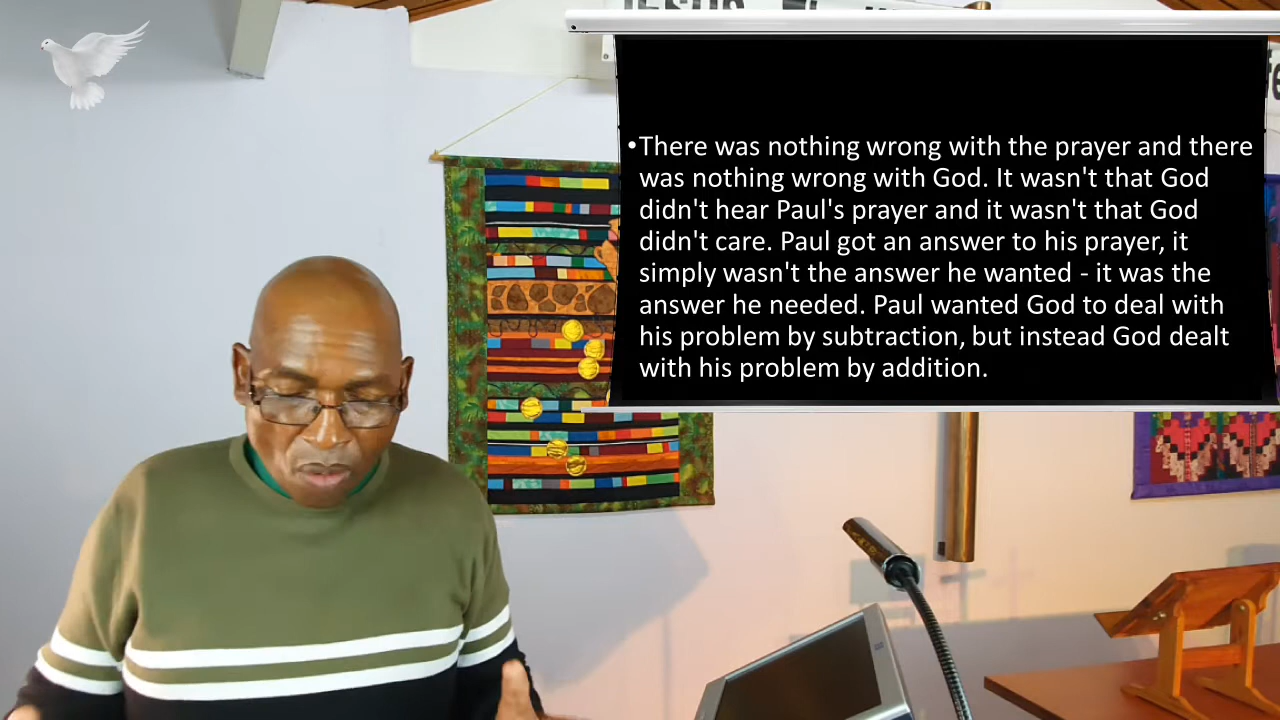 JESUS
•There was nothing wrong with the prayer and there
was nothing wrong with God. It wasn't that God
didn't hear Paul's prayer and it wasn't that God
didn't care. Paul got an answer to his prayer, it
simply wasn't the answer he wanted - it was the
answer he needed. Paul wanted God to deal with
his problem by subtraction, but instead God dealt
with his problem by addition.